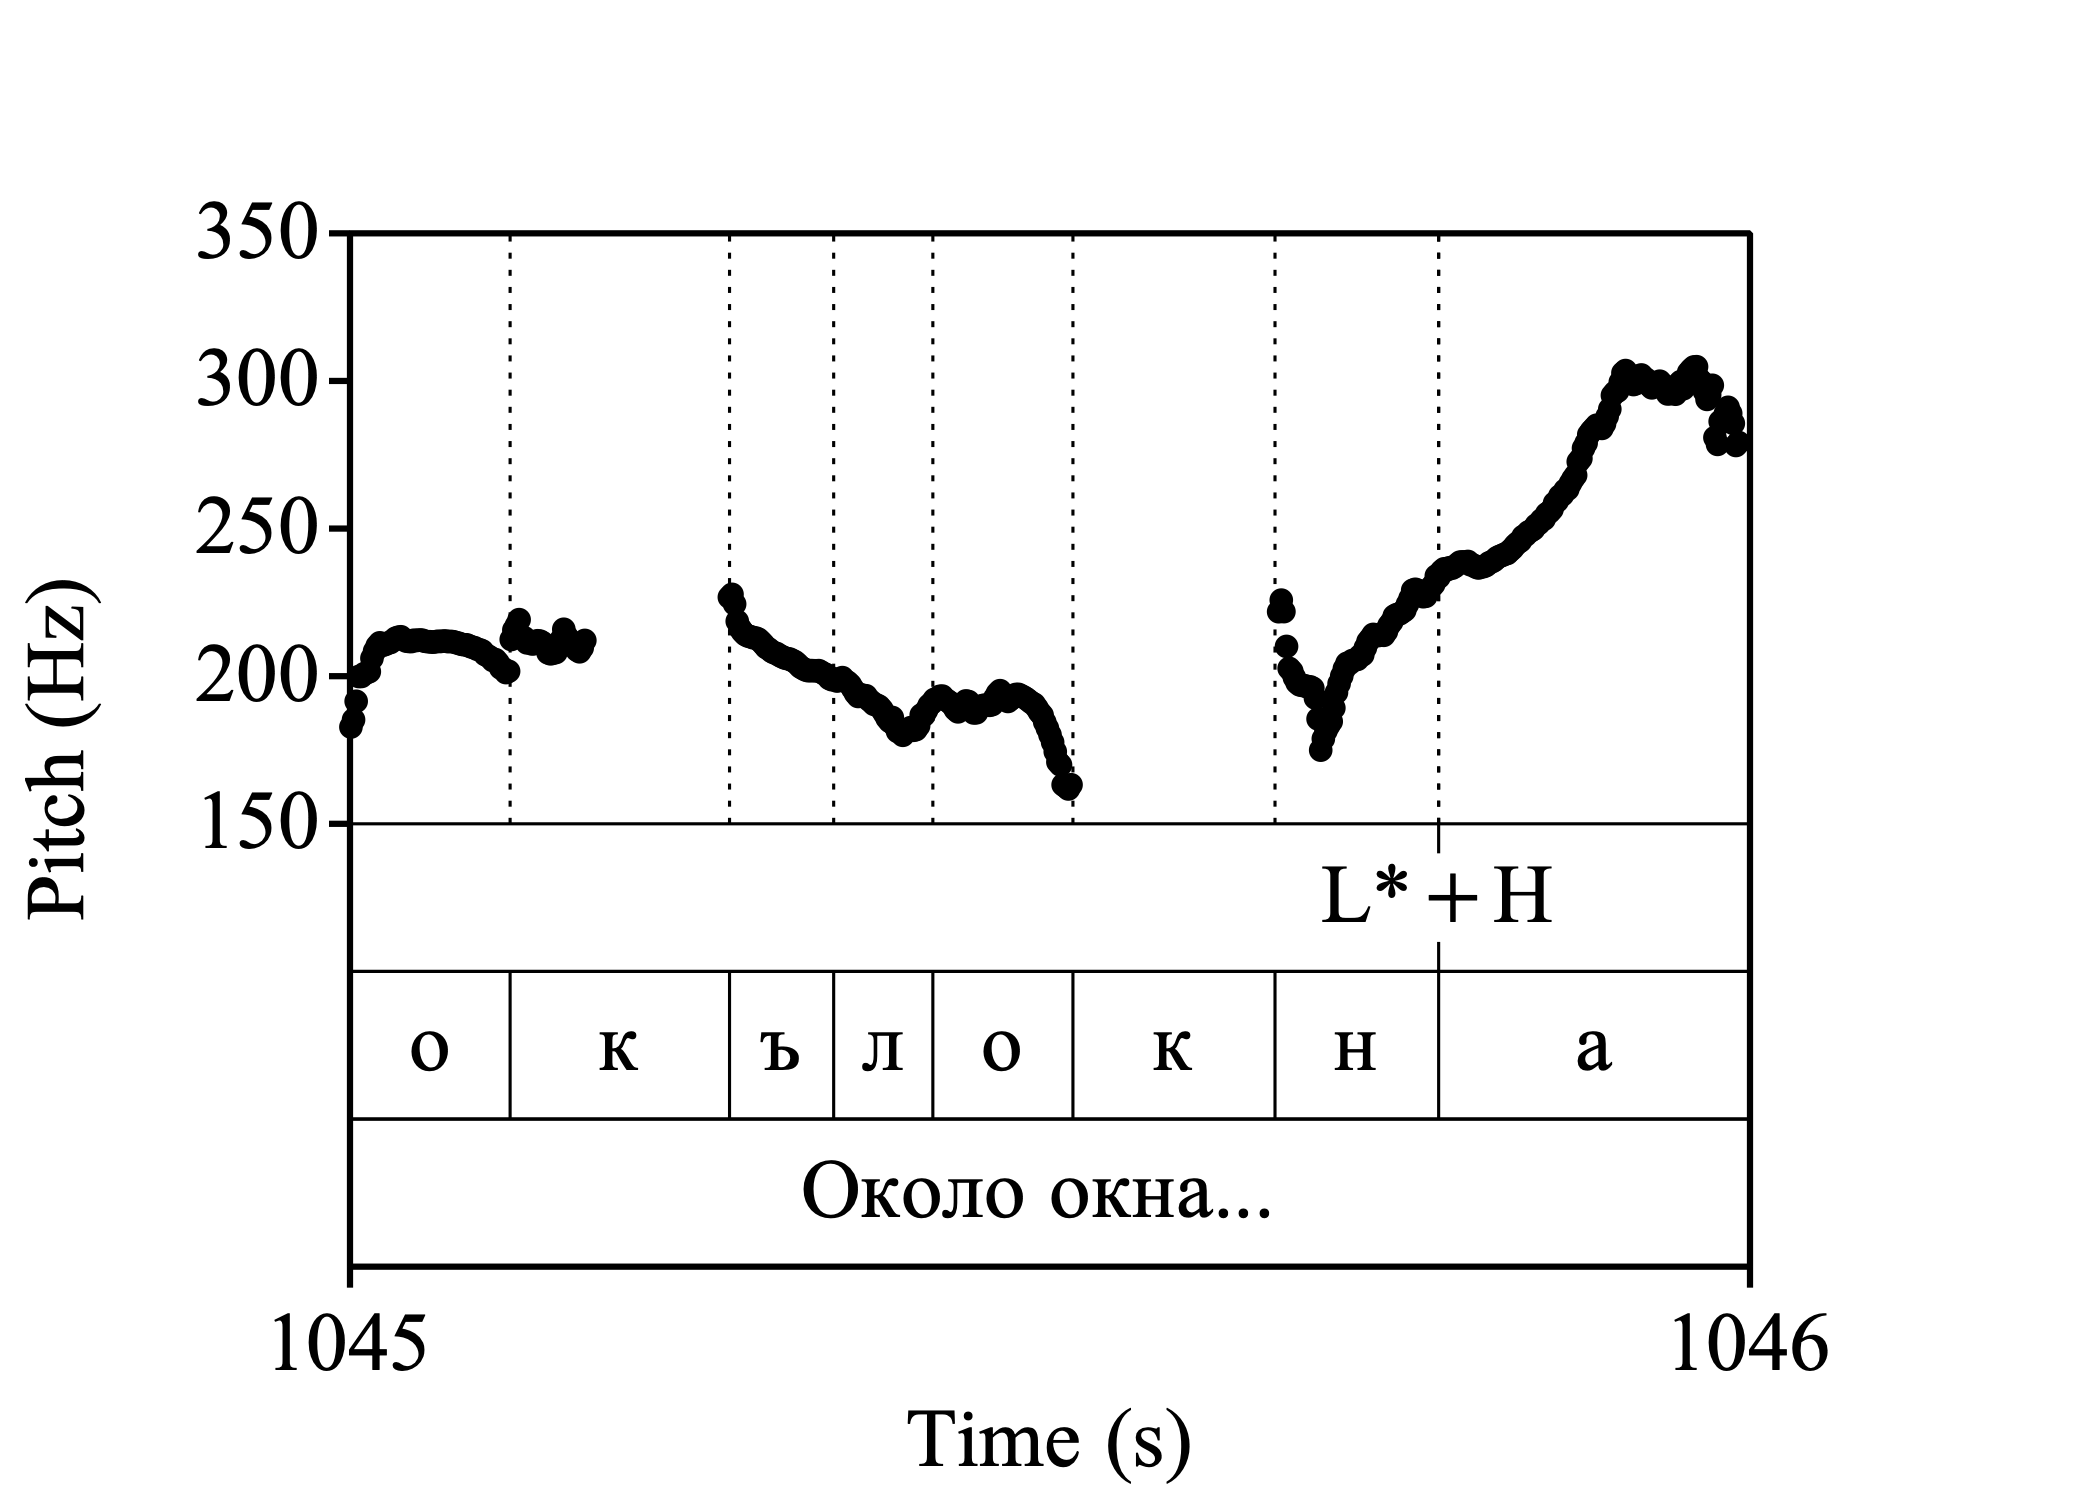 350
300
250
200
150
Pitch (Hz)
L* + H
о к ъ л о к н а
Около окна...
1045 1046
Time (s)